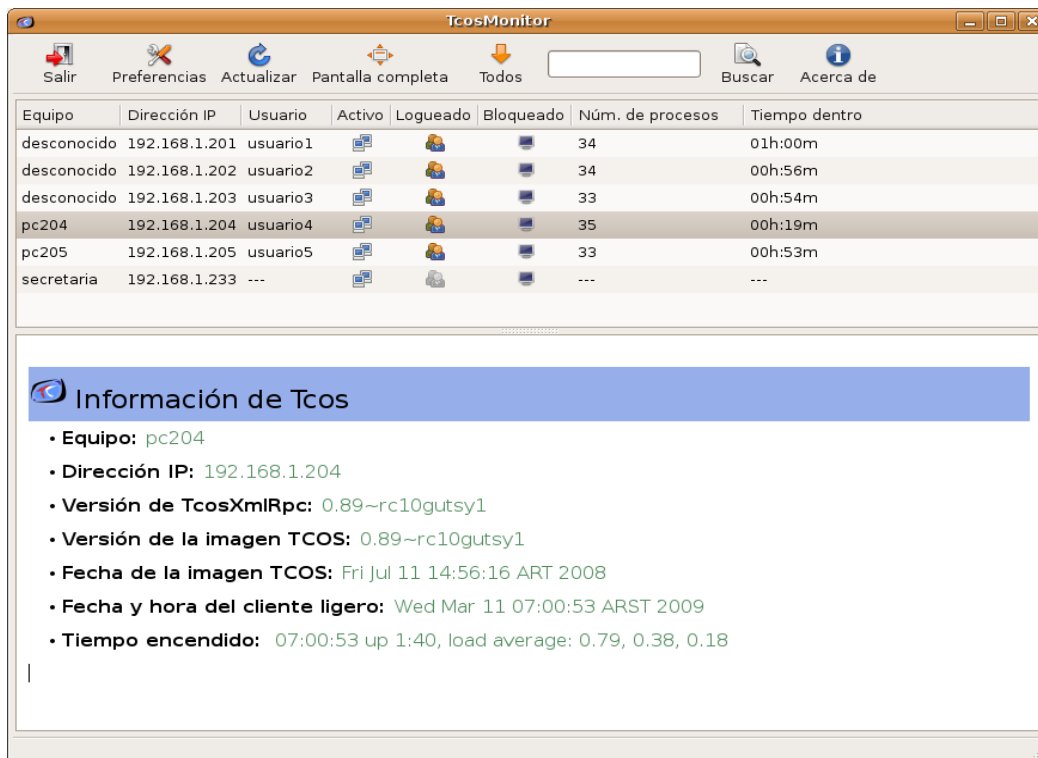 TcosMonitor
Salir Preferencias Actualizar Pantalla completa Todos Buscar Acerca de
Equipo Dirección IP Usuario Activo Logueado Bloqueado Núm. de procesos Tiempo dentro
desconocido 192.168.1.201 usuario1 34 01h:00m
desconocido 192.168.1.202 usuario2 34 00h:56m
desconocido 192.168.1.203 usuario3 33 00h:54m
pc204 192.168.1.204 usuario4 35 00h:19m
pc205 192.168.1.205 usuario5 33 00h:53m
secretaria 192.168.1.233 --- --- ---
Información de Tcos
• Equipo: pc204
• Dirección IP: 192.168.1.204
• Versión de TcosXmlRpc: 0.89~rc10gutsy1
• Versión de la imagen TCOS: 0.89~rc10gutsy1
• Fecha de la imagen TCOS: Fri Jul 11 14:56:16 ART 2008
• Fecha y hora del cliente ligero: Wed Mar 11 07:00:53 ARST 2009
• Tiempo encendido: 07:00:53 up 1:40, load average: 0.79, 0.38, 0.18